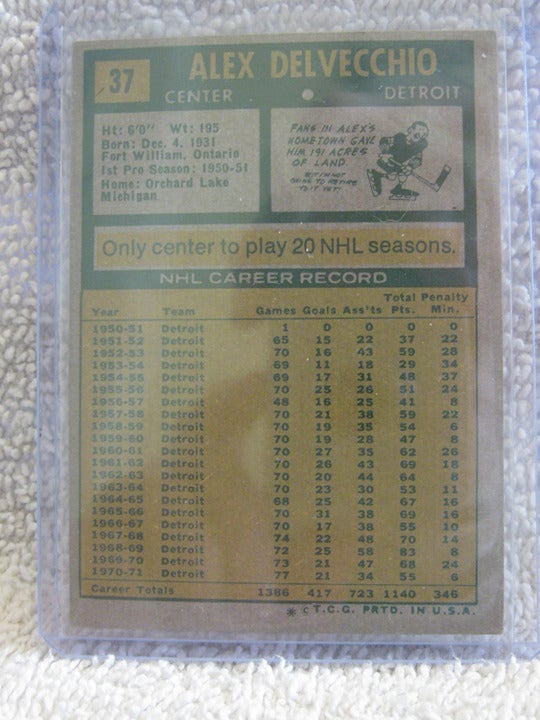 37
ALEX DELVECCHIO
CENTER
DETROIT
Ht: 6'0" Wt: 195
Born: Dec. 4, 1931
Fort William, Ontario
1st Pro Season: 1950-51
Home: Orchard Lake
Michigan
FANS IN ALEX'S
HOMETOWN GAVE
HIM 191 ACRES
OF LAND.
BUT I'M NOT
GOING TO RETIRE
TO IT YET!
Only center to play 20 NHL seasons.
NHL CAREER RECORD
Total Penalty
Year Team Games Goals Ass'ts Pts. Min.
1950-51 Detroit 1 0 0 0 0
1951-52 Detroit 65 15 22 37 22
1952-53 Detroit 70 16 43 59 28
1953-54 Detroit 69 11 18 29 34
1954-55 Detroit 69 17 31 48 37
1955-56 Detroit 70 25 26 51 24
1956-57 Detroit 48 16 25 41 8
1957-58 Detroit 70 21 38 59 22
1958-59 Detroit 70 19 35 54 6
1959-60 Detroit 70 19 28 47 8
1960-61 Detroit 70 27 35 62 26
1961-62 Detroit 70 26 43 69 18
1962-63 Detroit 70 20 44 64 8
1963-64 Detroit 70 23 30 53 11
1964-65 Detroit 68 25 42 67 16
1965-66 Detroit 70 31 38 69 16
1966-67 Detroit 70 17 38 55 10
1967-68 Detroit 74 22 48 70 14
1968-69 Detroit 72 25 58 83 8
1969-70 Detroit 73 21 47 68 24
1970-71 Detroit 77 21 34 55 6
Career Totals 1386 417 723 1140 346
* c T.C.G. PRTD. IN U.S.A.